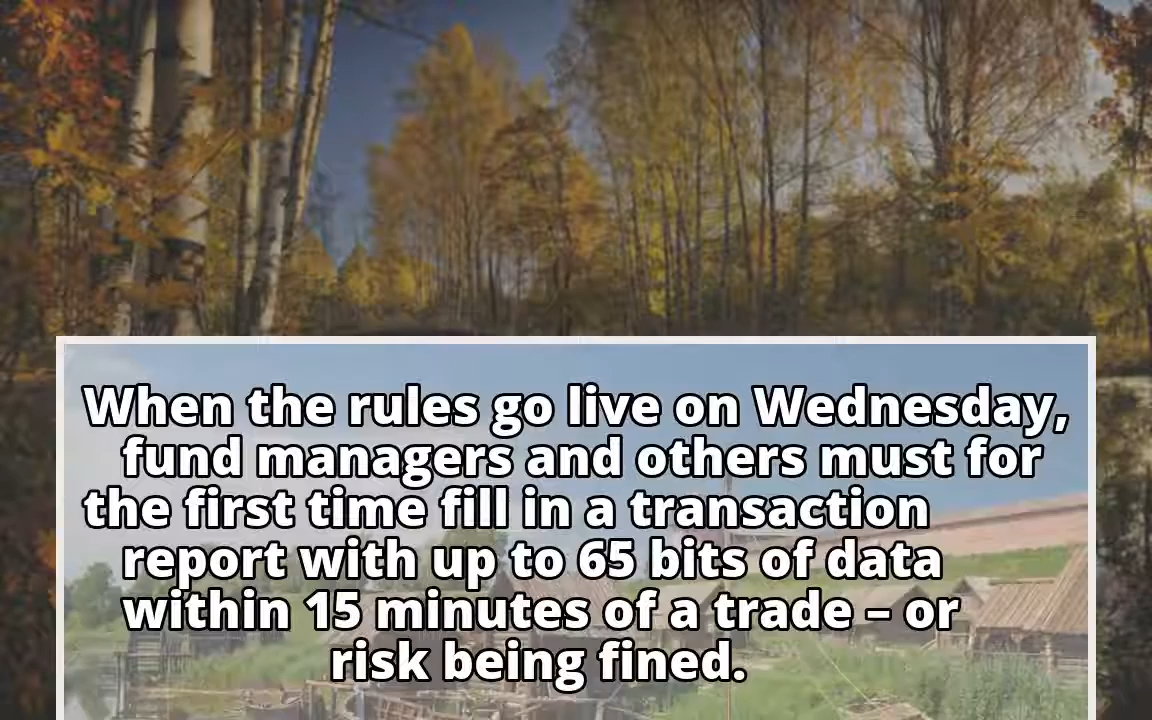 When the rules go live on Wednesday,
fund managers and others must for
the first time fill in a transaction
report with up to 65 bits of data
within 15 minutes of a trade – or
risk being fined.